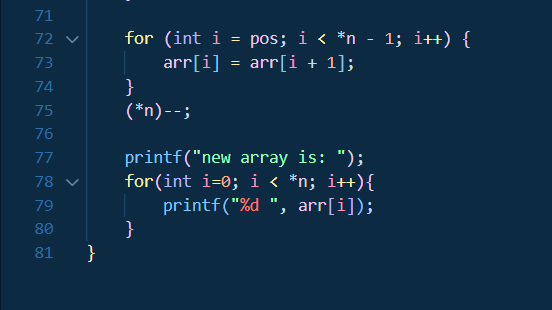 71
72 for (int i = pos; i < *n - 1; i++) {
73 arr[i] = arr[i + 1];
74 }
75 (*n)--;
76
77 printf("new array is: ");
78 for(int i=0; i < *n; i++){
79 printf("%d ", arr[i]);
80 }
81 }